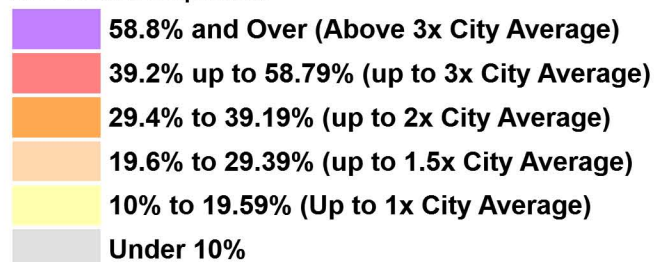 58.8% and Over (Above 3x City Average)
39.2% up to 58.79% (up to 3x City Average)
29.4% to 39.19% (up to 2x City Average)
19.6% to 29.39% (up to 1.5x City Average)
10% to 19.59% (Up to 1x City Average)
Under 10%